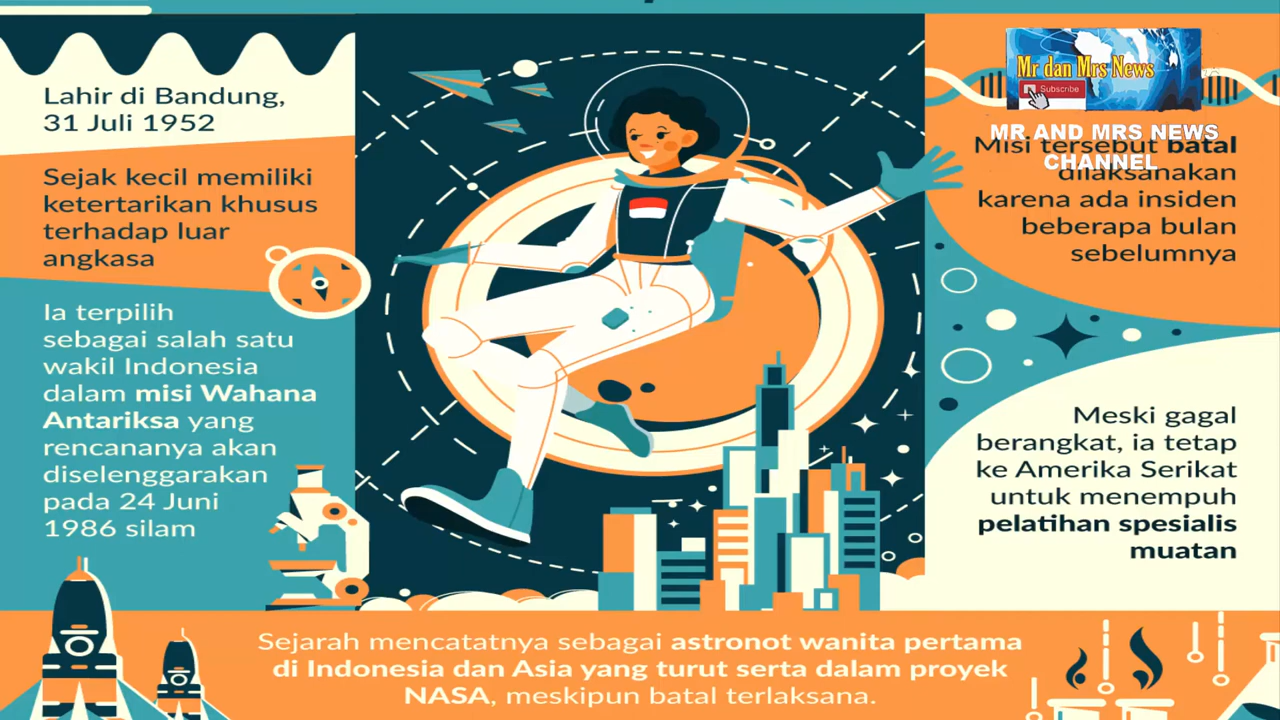 Lahir di Bandung,
31 Juli 1952
Sejak kecil memiliki
ketertarikan khusus
terhadap luar
angkasa
Ia terpilih
sebagai salah satu
wakil Indonesia
dalam misi Wahana
Antariksa yang
rencananya akan
diselenggarakan
pada 24 Juni
1986 silam
Mr dan Mrs News
Subscribe
MR AND MRS NEWS
CHANNEL
Misi tersebut batal
dilaksanakan
karena ada insiden
beberapa bulan
sebelumnya
Meski gagal
berangkat, ia tetap
ke Amerika Serikat
untuk menempuh
pelatihan spesialis
muatan
Sejarah mencatatnya sebagai astronot wanita pertama
di Indonesia dan Asia yang turut serta dalam proyek
NASA, meskipun batal terlaksana.